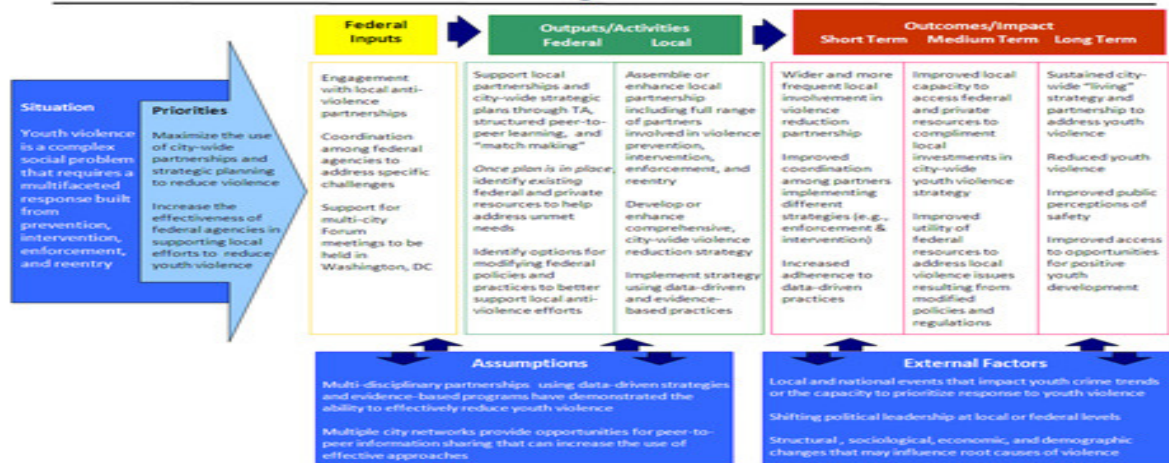 Federal
Inputs
Outputs/Activities
Federal Local
Outcomes/Impact
Short Term Medium Term Long Term
Situation
Youth violence
is a complex
social problem
that requires a
multifaceted
response built
from
prevention,
intervention,
enforcement,
and reentry
Priorities
Maximize the use
of city-wide
partnerships and
strategic planning
to reduce violence
Increase the
effectiveness of
federal agencies in
supporting local
efforts to reduce
youth violence
Engagement
with local anti-
violence
partnerships
Coordination
among federal
agencies to
address specific
challenges
Support for
multi-city
Forum
meetings to be
held in
Washington, DC
Support local
partnerships and
city-wide strategic
plans through TA,
structured peer-to-
peer learning, and
"match making"
Once plan is in place,
identify existing
federal and private
resources to help
address unmet
needs
Identify options for
modifying federal
policies and
practices to better
support local anti-
violence efforts
Assemble or
enhance local
partnership
including full range
of partners
involved in violence
prevention,
intervention,
enforcement, and
reentry
Develop or
enhance
comprehensive,
city-wide violence
reduction strategy
Implement strategy
using data-driven
and evidence-
based practices
Wider and more
frequent local
involvement in
violence
reduction
partnership
Improved
coordination
among partners
implementing
different
strategies (e.g.,
enforcement &
intervention)
Increased
adherence to
data-driven
practices
Improved local
capacity to
access federal
and private
resources to
compliment
local
investments in
city-wide
youth violence
strategy
Improved
utility of
federal
resources to
address local
violence issues
resulting from
modified
policies and
regulations
Sustained city-
wide "living"
strategy and
partnership to
address youth
violence
Reduced youth
violence
Improved public
perceptions of
safety
Improved access
to opportunities
for positive
youth
development
Assumptions
Multi-disciplinary partnerships using data-driven strategies
and evidence-based programs have demonstrated the
ability to effectively reduce youth violence
Multiple city networks provide opportunities for peer-to-
peer information sharing that can increase the use of
effective approaches
External Factors
Local and national events that impact youth crime trends
or the capacity to prioritize response to youth violence
Shifting political leadership at local or federal levels
Structural, sociological, economic, and demographic
changes that may influence root causes of violence